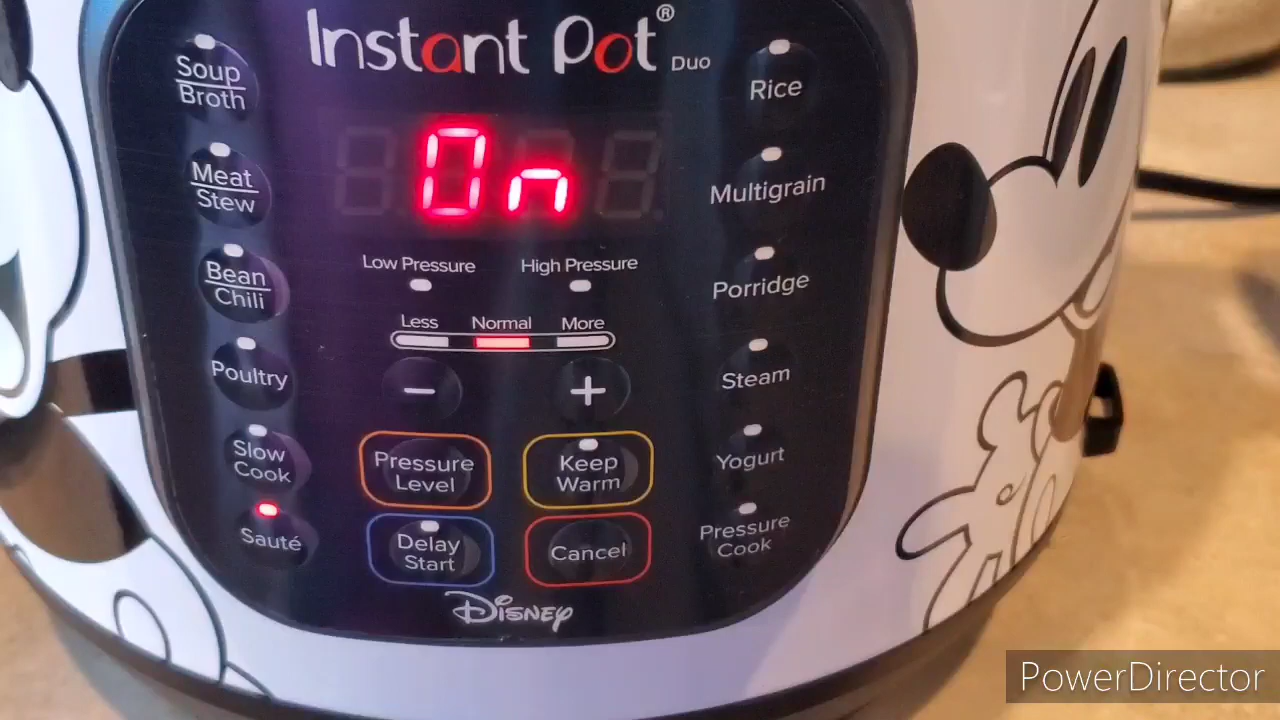 Instant Pot® Duo
Soup
Broth
Meat
Stew
Bean
Chili
Poultry
Slow
Cook
Sauté
On
Low Pressure
High Pressure
Less
Normal
More
−
+
Pressure
Level
Keep
Warm
Delay
Start
Cancel
Disney
Rice
Multigrain
Porridge
Steam
Yogurt
Pressure
Cook
PowerDirector